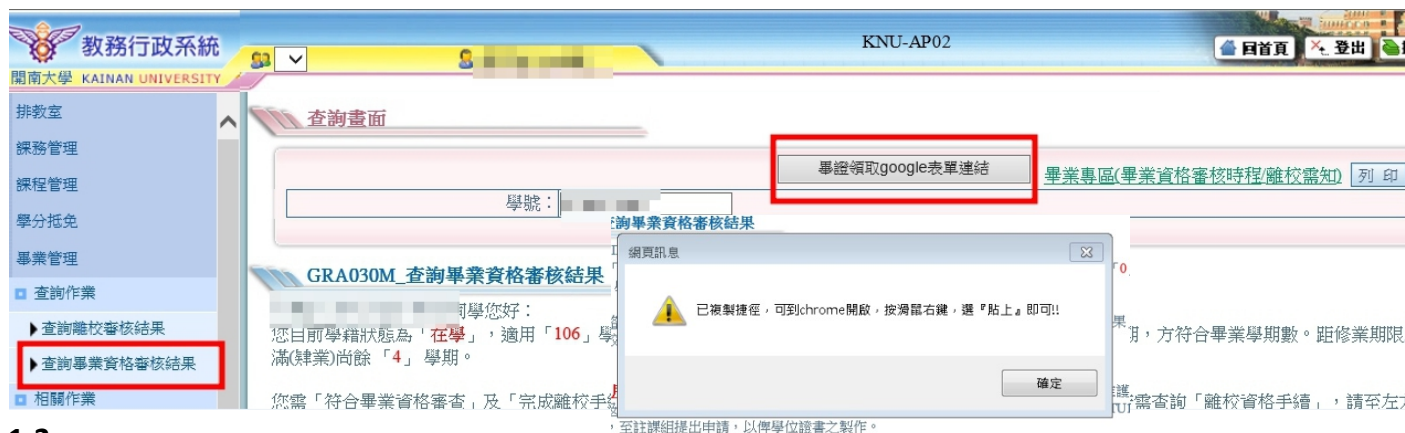 教務行政系統
開南大學 KAINAN UNIVERSITY
KNU-AP02
回首頁
登出
排教室
課務管理
課程管理
學分抵免
畢業管理
查詢作業
查詢離校審核結果
查詢畢業資格審核結果
相關作業
查詢畫面
畢證領取google表單連結
畢業專區(畢業資格審核時程/離校需知)
列 印
學號：
詢畢業資格審核結果
GRA030M_查詢畢業資格審核結果
同學您好：
您目前學籍狀態為「在學」，適用「106」學
，方符合畢業學期數。距修業期限
滿(肄業)尚餘「4」學期。
您需「符合畢業資格審查」及「完成離校手
需查詢「離校資格手續」，請至左
網頁訊息
已複製捷徑，可到chrome開啟，按滑鼠右鍵，選『貼上』即可!!
確定
，至註課組提出申請，以俾學位證書之製作。